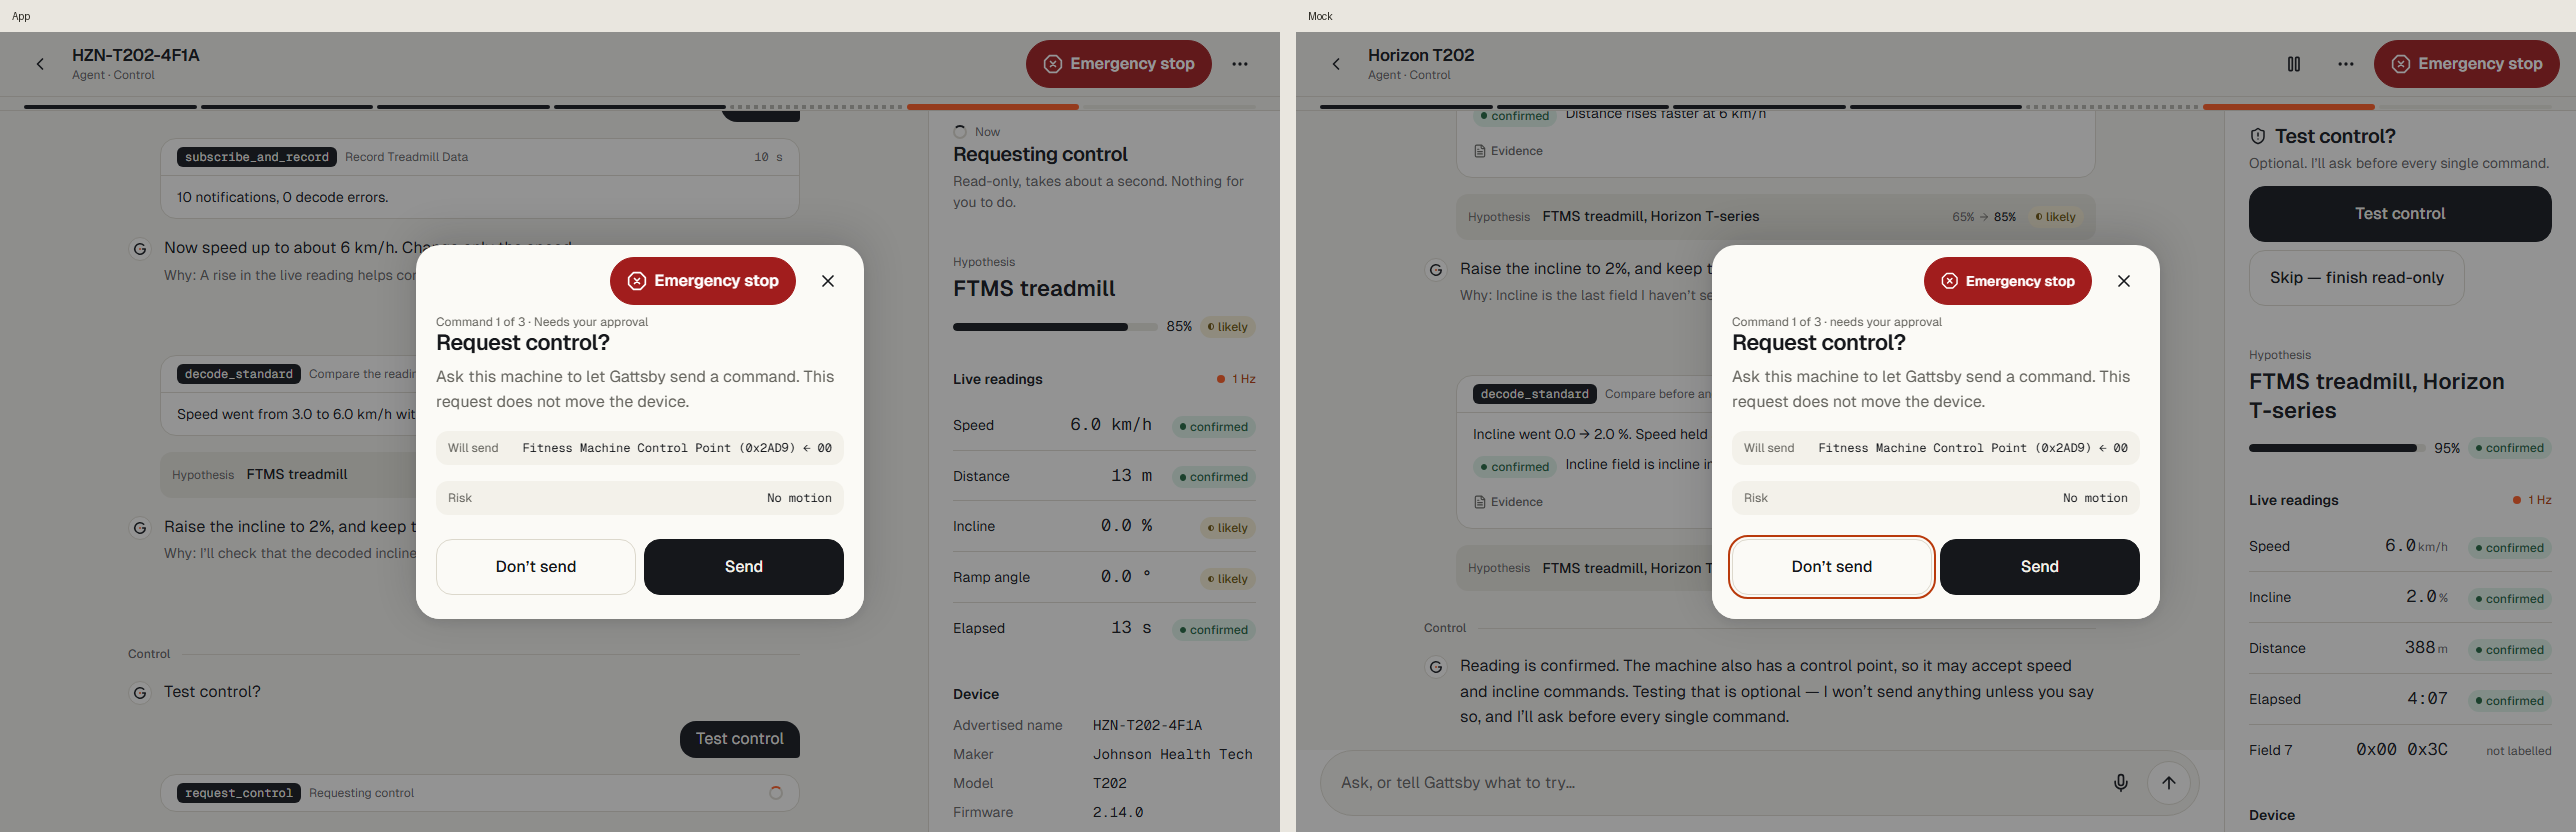 App
HZN-T202-4F1A
Agent · Control
Emergency stop
subscribe_and_record Record Treadmill Data 10 s
10 notifications, 0 decode errors.
Now speed up to about 6 km/h. Change only the speed.
Why: A rise in the live reading helps
decode_standard Compare the
Speed went from 3.0 to 6.0 km/h
Hypothesis FTMS treadmill
Raise the incline to 2%, and keep
Why: I'll check that the decoded incline
Control
Test control?
Test control
request_control Requesting control
Emergency stop
Command 1 of 3 · Needs your approval
Request control?
Ask this machine to let Gattsby send a command. This
request does not move the device.
Will send Fitness Machine Control Point (0x2AD9) ← 00
Risk No motion
Don't send Send
Now
Requesting control
Read-only, takes about a second. Nothing for
you to do.
Hypothesis
FTMS treadmill
85% likely
Live readings 1 Hz
Speed 6.0 km/h confirmed
Distance 13 m confirmed
Incline 0.0 % likely
Ramp angle 0.0 ° likely
Elapsed 13 s confirmed
Device
Advertised name HZN-T202-4F1A
Maker Johnson Health Tech
Model T202
Firmware 2.14.0
Mock
Horizon T202
Agent · Control
Emergency stop
confirmed Distance rises faster at 6 km/h
Evidence
Hypothesis FTMS treadmill, Horizon T-series 65% → 85% likely
Raise the incline to 2%, and keep
Why: Incline is the last field I haven't
decode_standard Compare before
Incline went 0.0 → 2.0 %. Speed held
confirmed Incline field is incline
Evidence
Hypothesis FTMS treadmill, Horizon
Control
Reading is confirmed. The machine also has a control point, so it may accept speed
and incline commands. Testing that is optional — I won't send anything unless you say
so, and I'll ask before every single command.
Ask, or tell Gattsby what to try…
Emergency stop
Command 1 of 3 · needs your approval
Request control?
Ask this machine to let Gattsby send a command. This
request does not move the device.
Will send Fitness Machine Control Point (0x2AD9) ← 00
Risk No motion
Don't send Send
Test control?
Optional. I'll ask before every single command.
Test control
Skip — finish read-only
Hypothesis
FTMS treadmill, Horizon
T-series
95% confirmed
Live readings 1 Hz
Speed 6.0 km/h confirmed
Incline 2.0 % confirmed
Distance 388 m confirmed
Elapsed 4:07 confirmed
Field 7 0x00 0x3C not labelled
Device